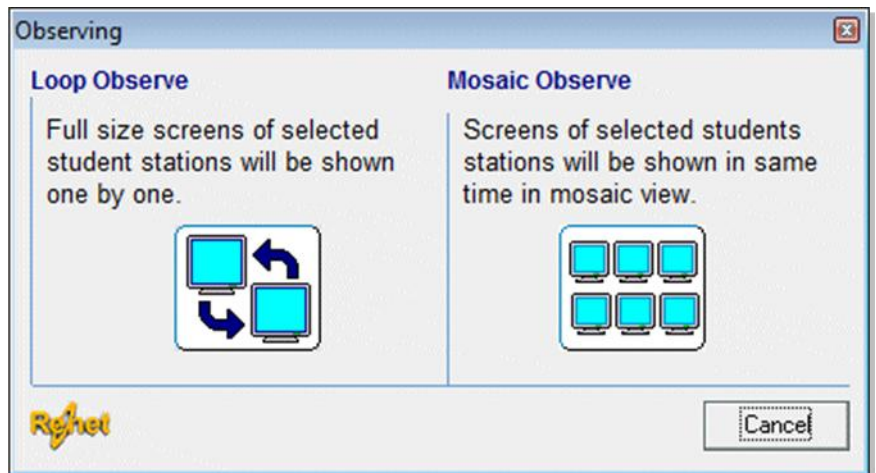 Observing
Loop Observe
Full size screens of selected
student stations will be shown
one by one.
Mosaic Observe
Screens of selected students
stations will be shown in same
time in mosaic view.
Cancel